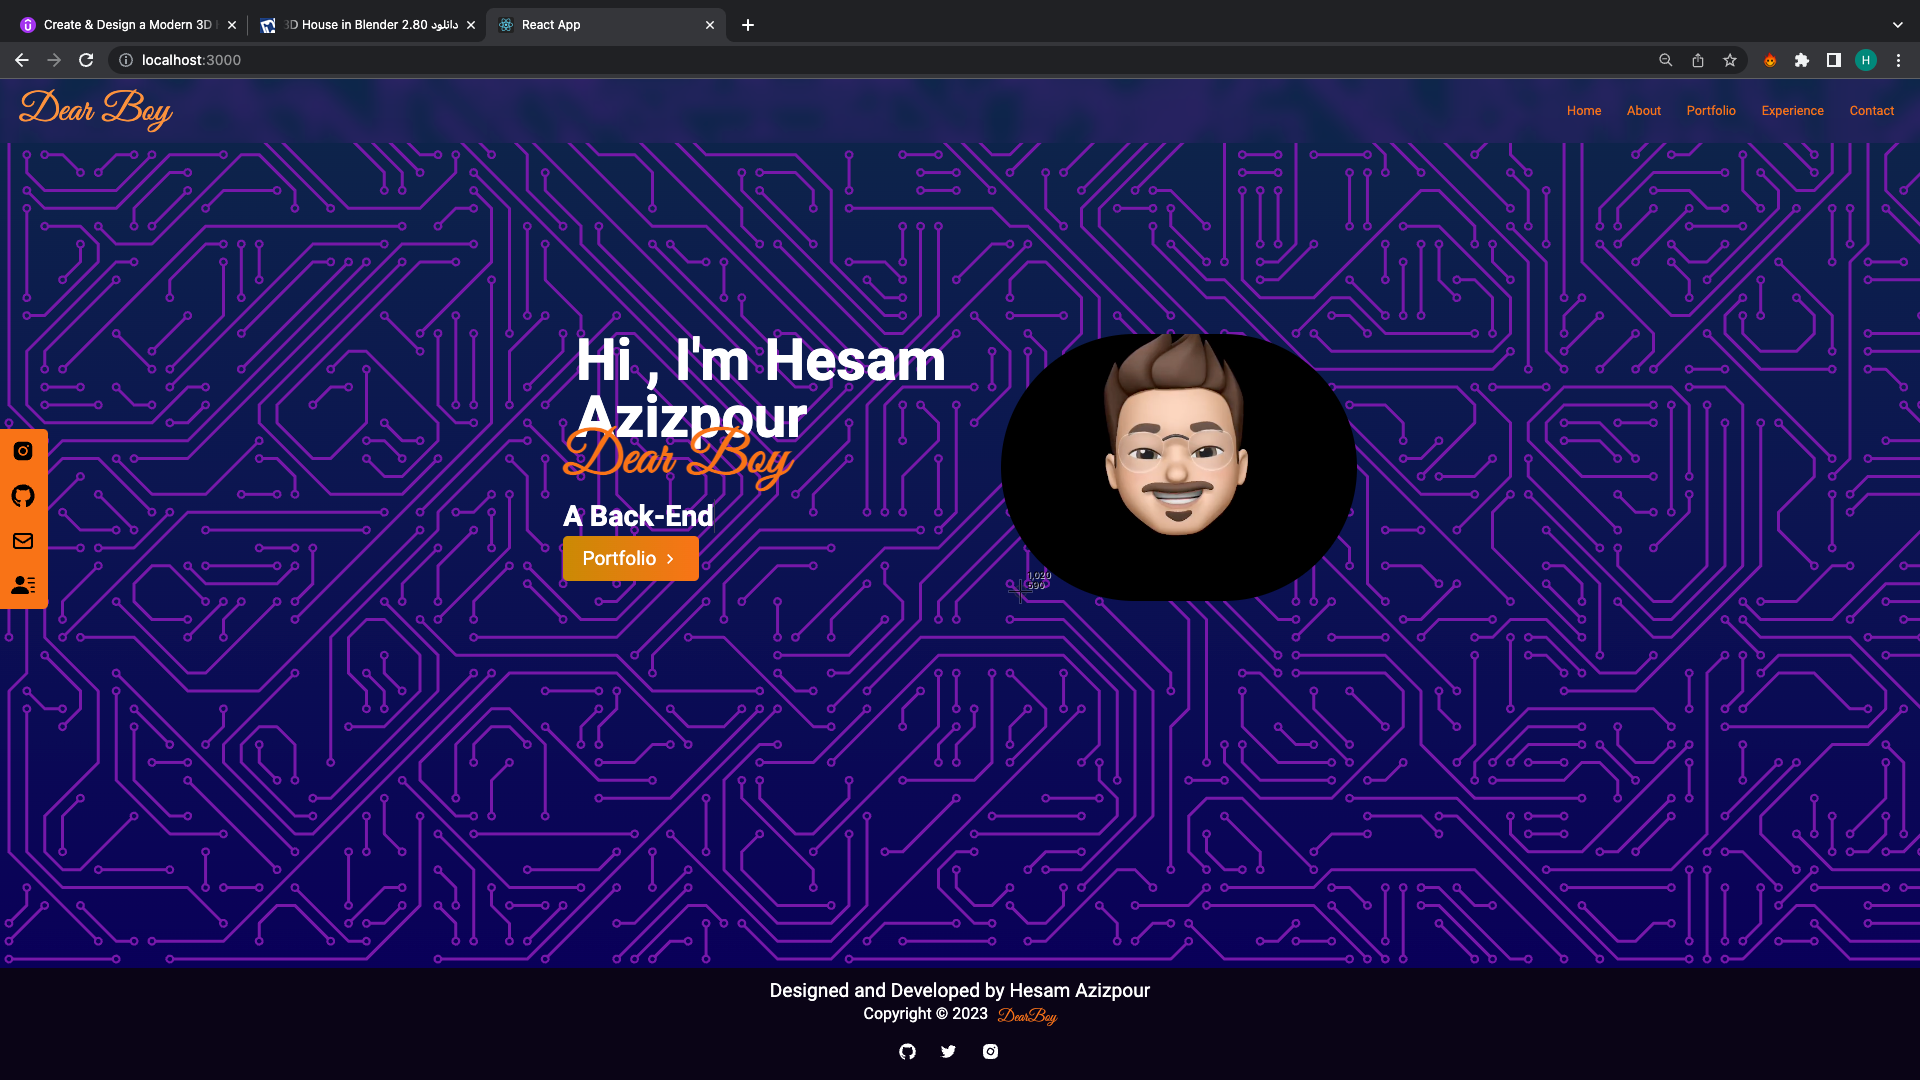 Create & Design a Modern 3D
3D House in Blender 2.80 دانلود
React App
localhost:3000
H
Dear Boy
Home
About
Portfolio
Experience
Contact
Hi , I'm Hesam
Azizpour
Dear Boy
A Back-End
Portfolio
1,020
590
Designed and Developed by Hesam Azizpour
Copyright © 2023 DearBoy